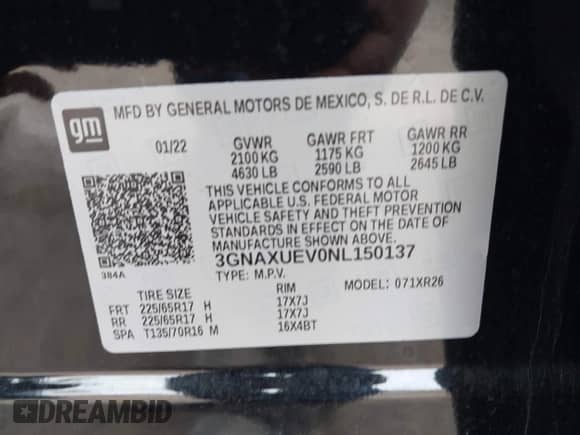 gm
MFD BY GENERAL MOTORS DE MEXICO, S. DE R.L. DE C.V.
01/22 GVWR GAWR FRT GAWR RR
2100 KG 1175 KG 1200 KG
4630 LB 2590 LB 2645 LB
THIS VEHICLE CONFORMS TO ALL
APPLICABLE U.S. FEDERAL MOTOR
VEHICLE SAFETY AND THEFT PREVENTION
STANDARDS IN EFFECT ON THE DATE OF
MANUFACTURE SHOWN ABOVE.
384A
3GNAXUEV0NL150137
TYPE: M.P.V. MODEL: 071XR26
TIRE SIZE RIM
FRT 225/65R17 H 17X7J
RR 225/65R17 H 17X7J
SPA T135/70R16 M 16X4BT
DREAMBID